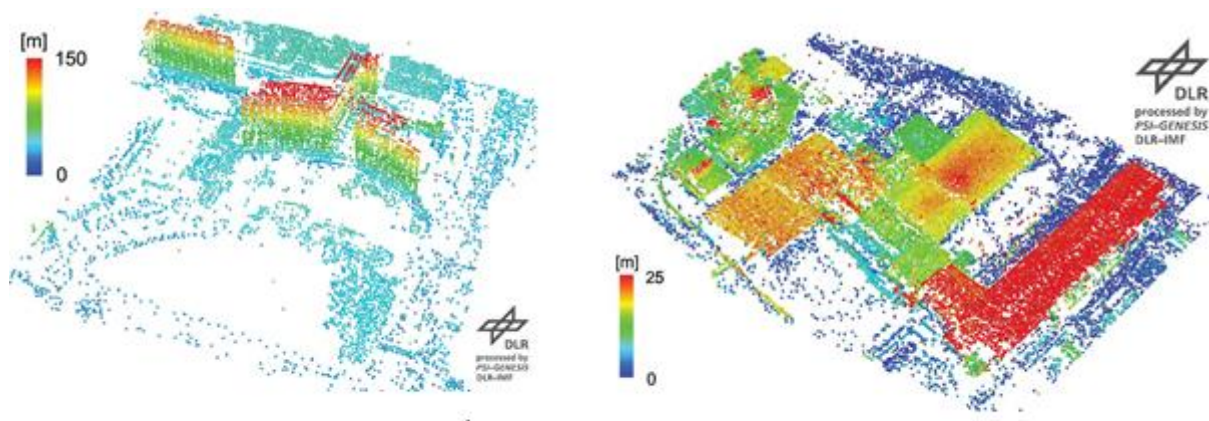 [m]
150
0
DLR
processed by
PSI-GENESIS
DLR-IMF
DLR
processed by
PSI-GENESIS
DLR-IMF
[m]
25
0